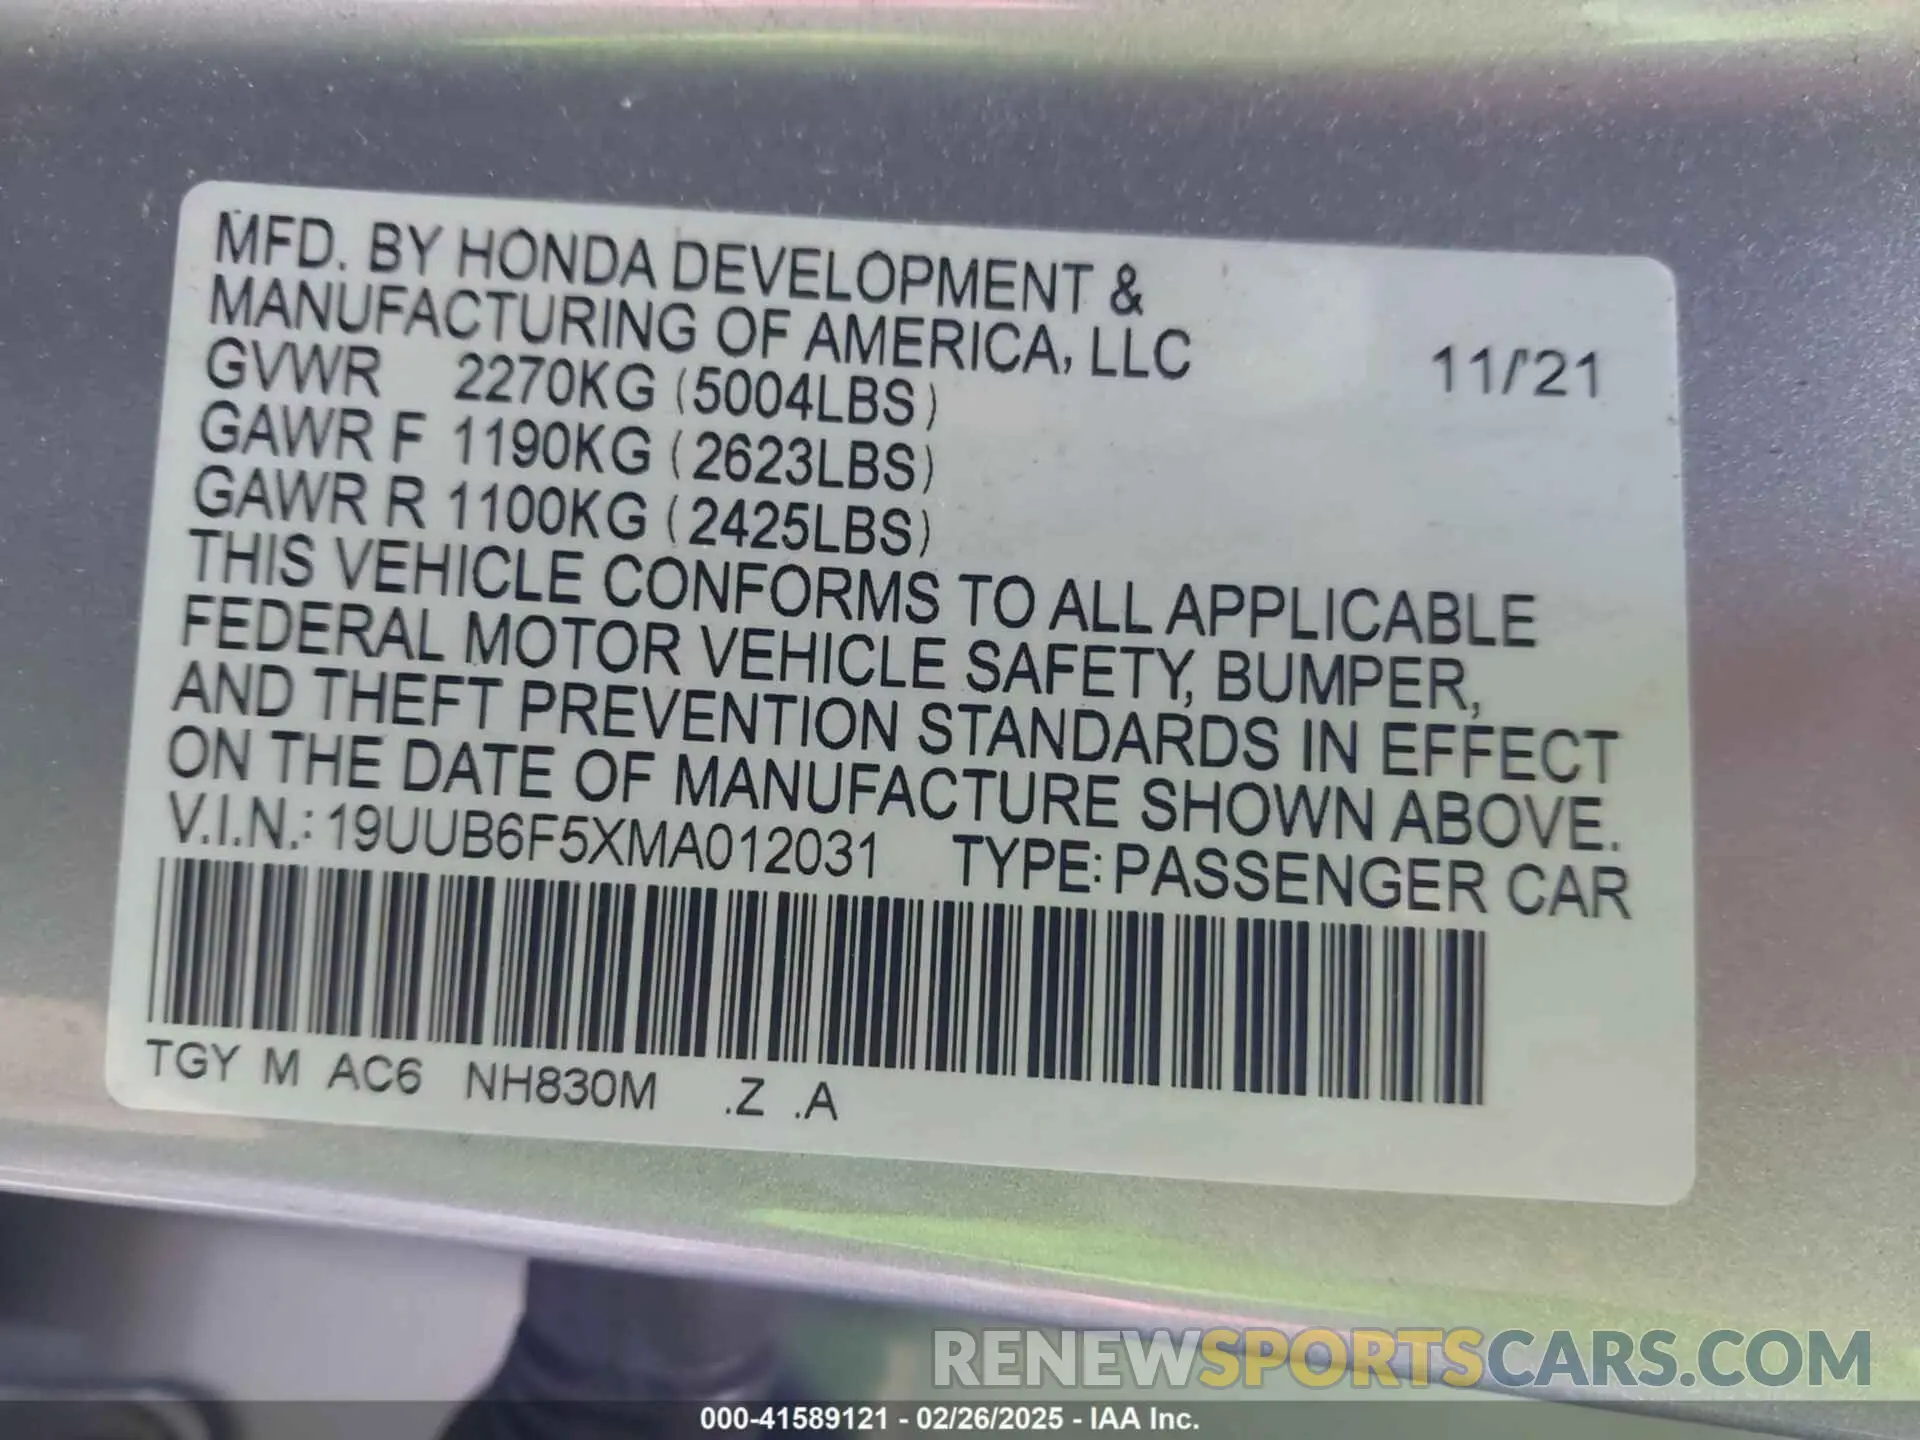 MFD. BY HONDA DEVELOPMENT &
MANUFACTURING OF AMERICA, LLC 11/'21
GVWR 2270KG (5004LBS)
GAWR F 1190KG (2623LBS)
GAWR R 1100KG (2425LBS)
THIS VEHICLE CONFORMS TO ALL APPLICABLE
FEDERAL MOTOR VEHICLE SAFETY, BUMPER,
AND THEFT PREVENTION STANDARDS IN EFFECT
ON THE DATE OF MANUFACTURE SHOWN ABOVE.
V.I.N.: 19UUB6F5XMA012031 TYPE: PASSENGER CAR
TGY M AC6 NH830M .Z .A
RENEWSPORTSCARS.COM
000-41589121 - 02/26/2025 - IAA Inc.